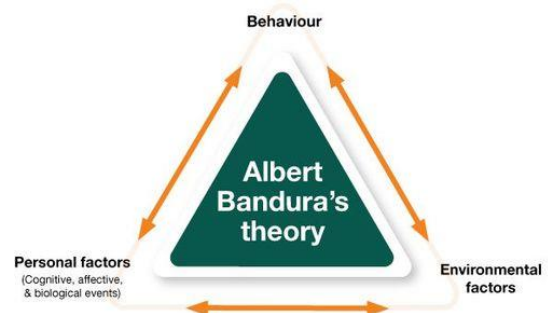 Behaviour
Albert
Bandura's
theory
Personal factors
(Cognitive, affective,
& biological events)
Environmental
factors